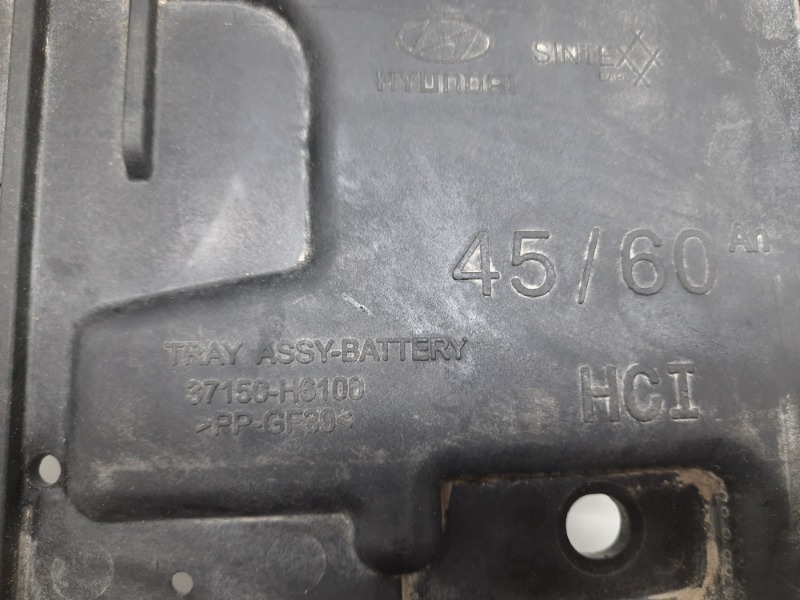 HYUNDAI
SINTEX
45/60 Ah
TRAY ASSY-BATTERY
37150-H6100
>PP-GF30<
HCI